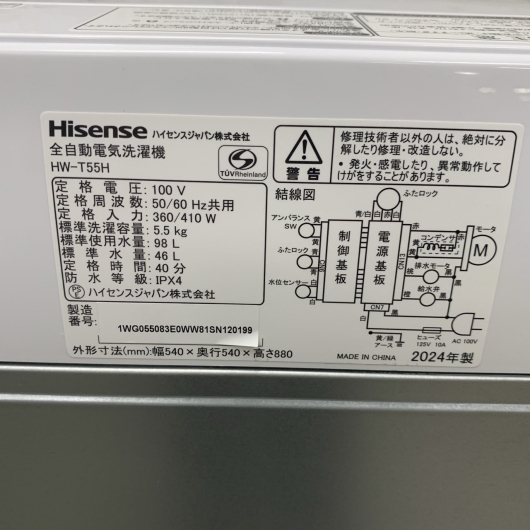 Hisense ハイセンスジャパン株式会社
全自動電気洗濯機
HW-T55H
TÜVRheinland
定格電圧: 100 V
定格周波数: 50/60 Hz共用
定格入力: 360/410 W
標準洗濯容量: 5.5 kg
標準使用水量: 98 L
標準水量: 46 L
定格時間: 40分
防水等級: IPX4
PSE ハイセンスジャパン株式会社
製造
番号:
1WG055083E0WW81SN120199
外形寸法(mm):幅540×奥行540×高さ880
警告
修理技術者以外の人は、絶対に分
解したり修理・改造しない。
・発火・感電したり、異常動作して
けがをすることがあります。
結線図
ふたロック
アンバランス
SW
ふたロック
水位センサー
制御基板
電源基板
CN13
CN7
コンデンサ
モータ
M
排水モータ
給水弁
緑/黄
アース
ヒューズ
125V 10A
AC 100V
MADE IN CHINA
2024年製